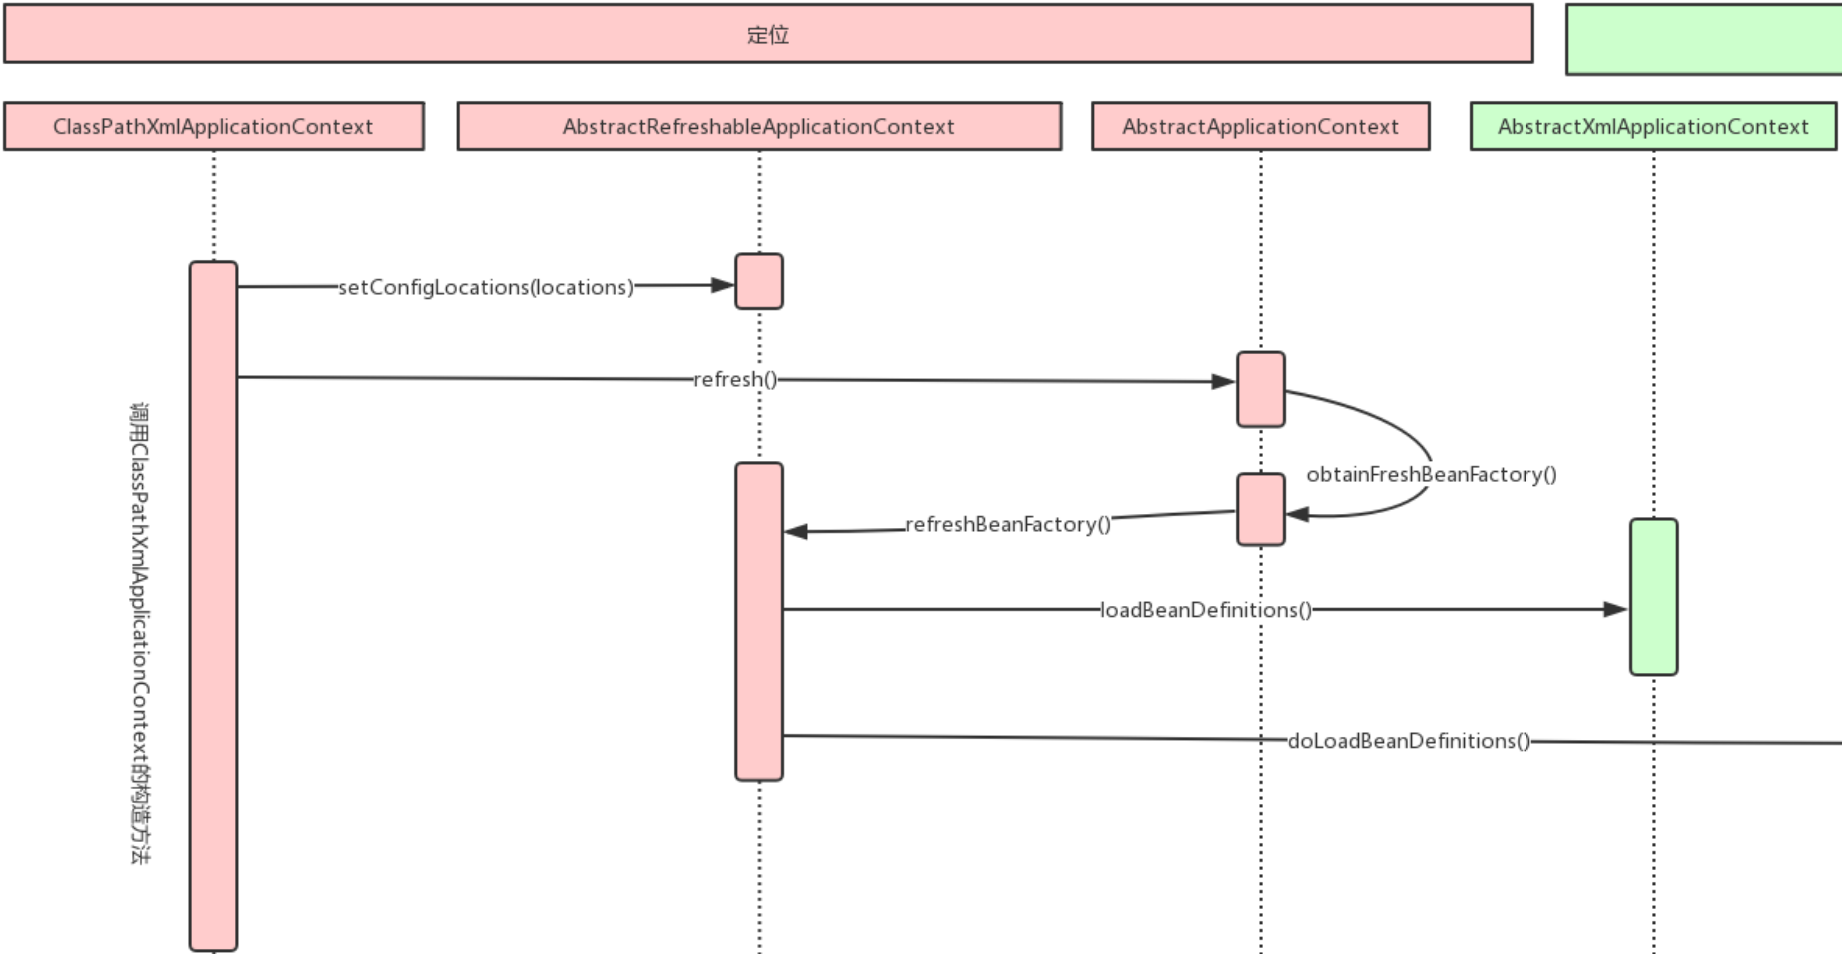 定位
ClassPathXmlApplicationContext
AbstractRefreshableApplicationContext
AbstractApplicationContext
AbstractXmlApplicationContext
setConfigLocations(locations)
refresh()
调用ClassPathXmlApplicationContext的构造方法
obtainFreshBeanFactory()
refreshBeanFactory()
loadBeanDefinitions()
doLoadBeanDefinitions()